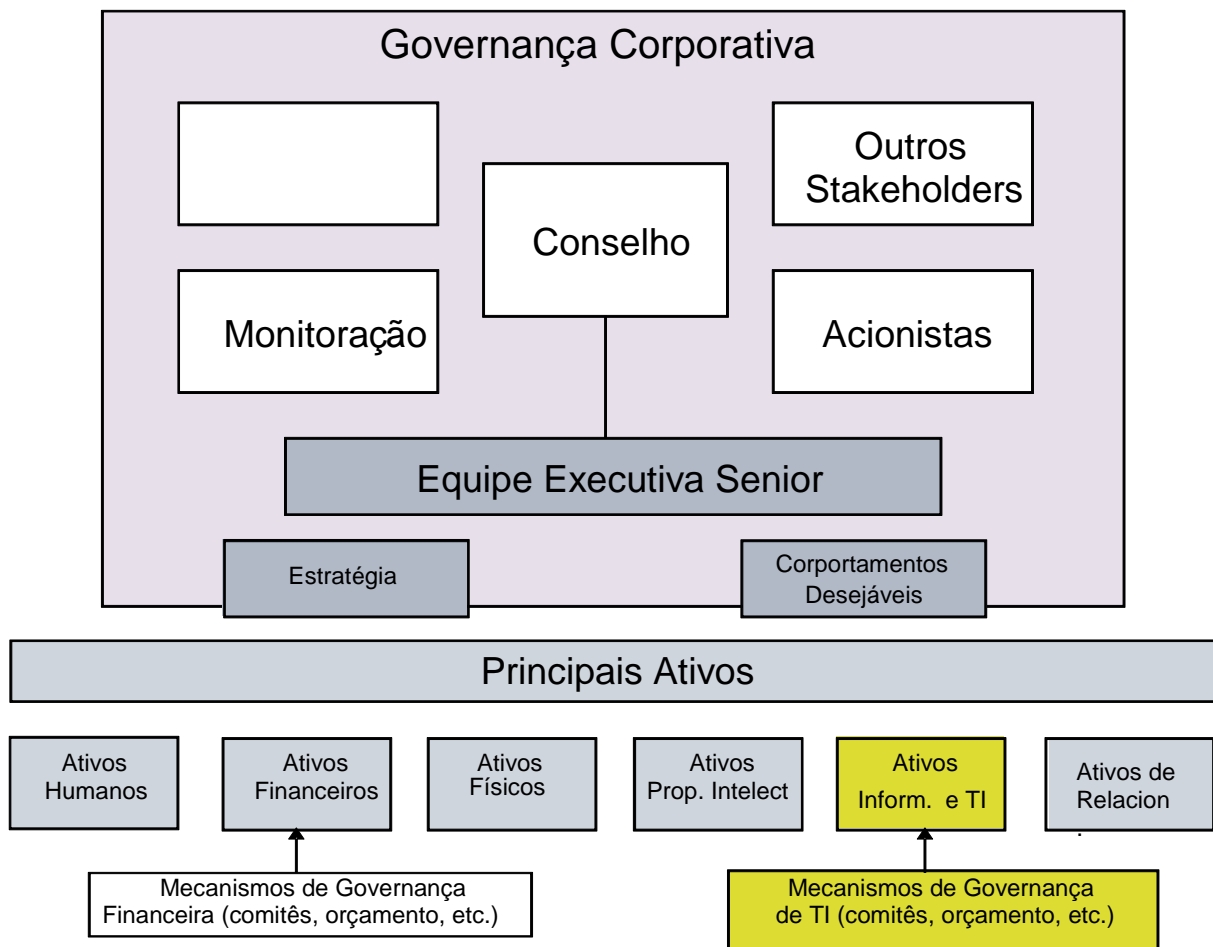 Governança Corporativa
Outros
Stakeholders
Conselho
Monitoração
Acionistas
Equipe Executiva Senior
Estratégia
Corportamentos
Desejáveis
Principais Ativos
Ativos
Humanos
Ativos
Financeiros
Ativos
Físicos
Ativos
Prop. Intelect
Ativos
Inform. e TI
Ativos de
Relacion
.
Mecanismos de Governança
Financeira (comitês, orçamento, etc.)
Mecanismos de Governança
de TI (comitês, orçamento, etc.)